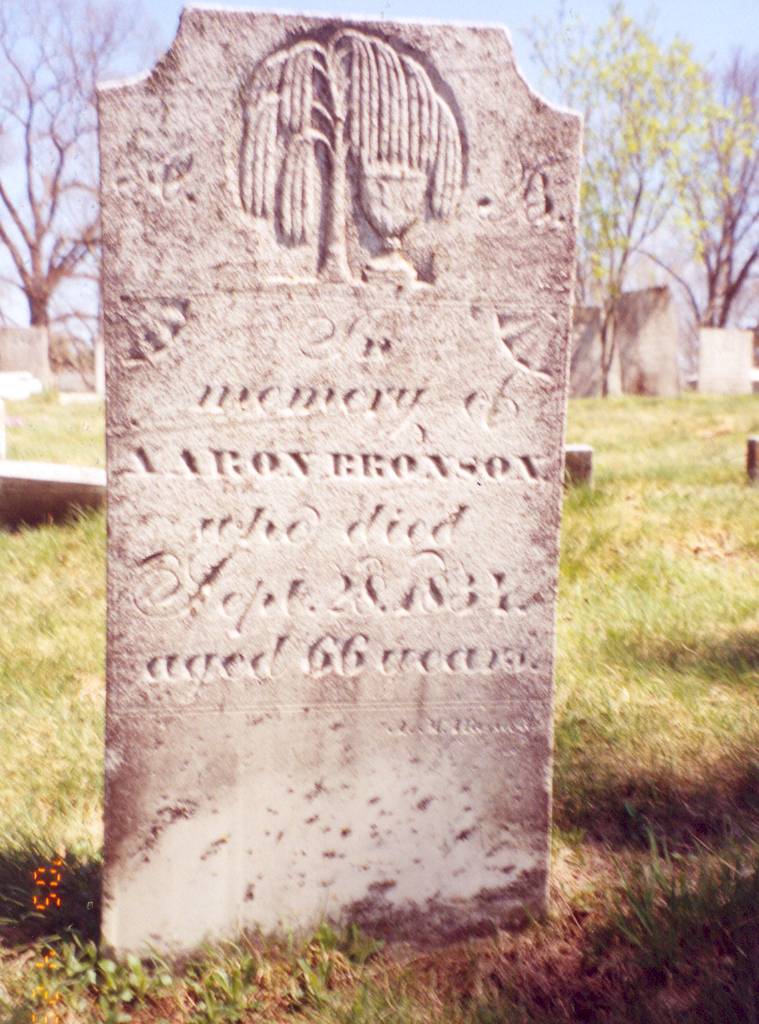 In
memory of
AARON BRONSON
who died
Sept. 28. 1834.
aged 66 years.